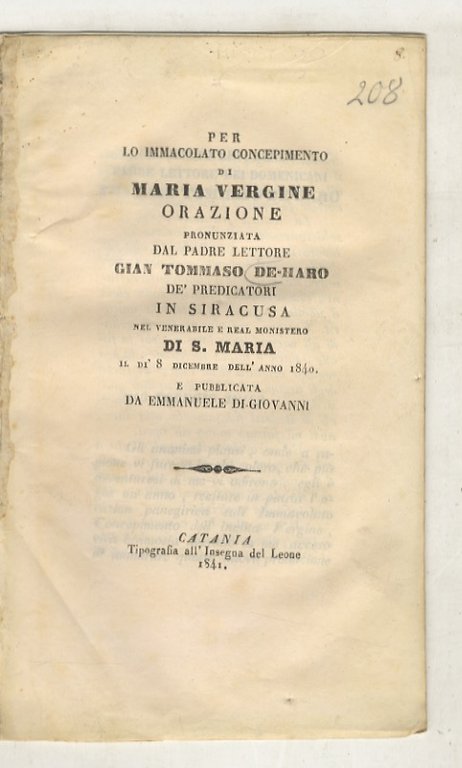 8.
208
PER
LO IMMACOLATO CONCEPIMENTO
DI
MARIA VERGINE
ORAZIONE
PRONUNZIATA
DAL PADRE LETTORE
GIAN TOMMASO DE-HARO
DE' PREDICATORI
IN SIRACUSA
NEL VENERABILE E REAL MONISTERO
DI S. MARIA
IL DI' 8 DICEMBRE DELL' ANNO 1840.
E PUBBLICATA
DA EMMANUELE DI-GIOVANNI
CATANIA
Tipografia all' Insegna del Leone
1841.